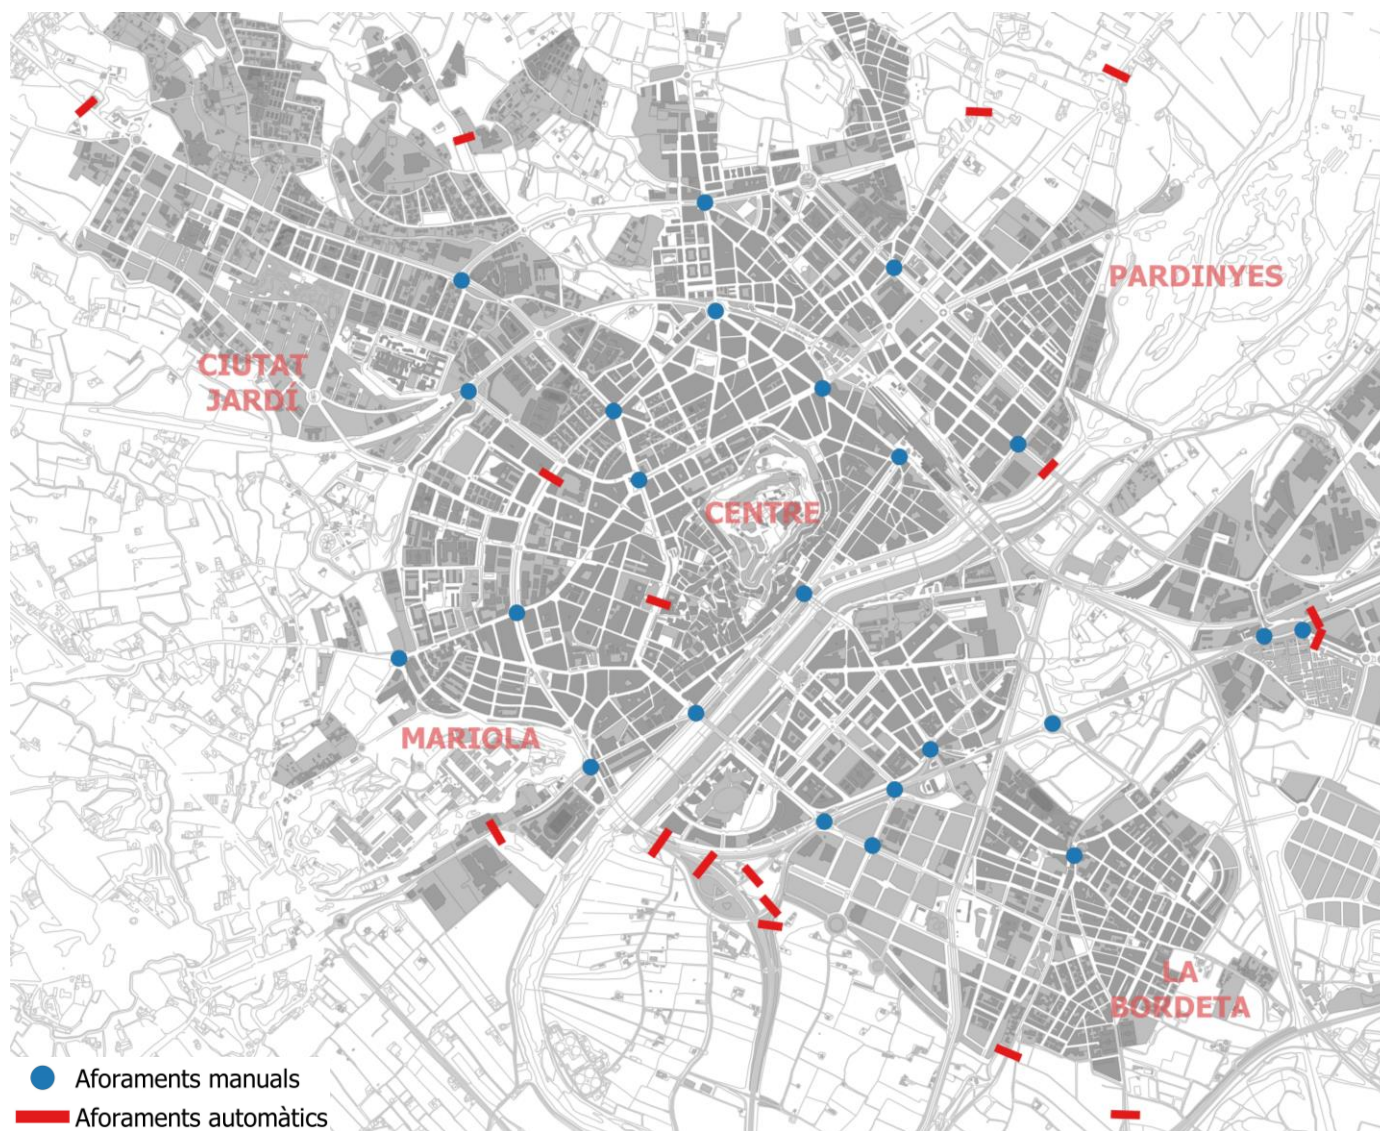 PARDINYES
CIUTAT
JARDÍ
CENTRE
MARIOLA
LA
BORDETA
Aforaments manuals
Aforaments automàtics